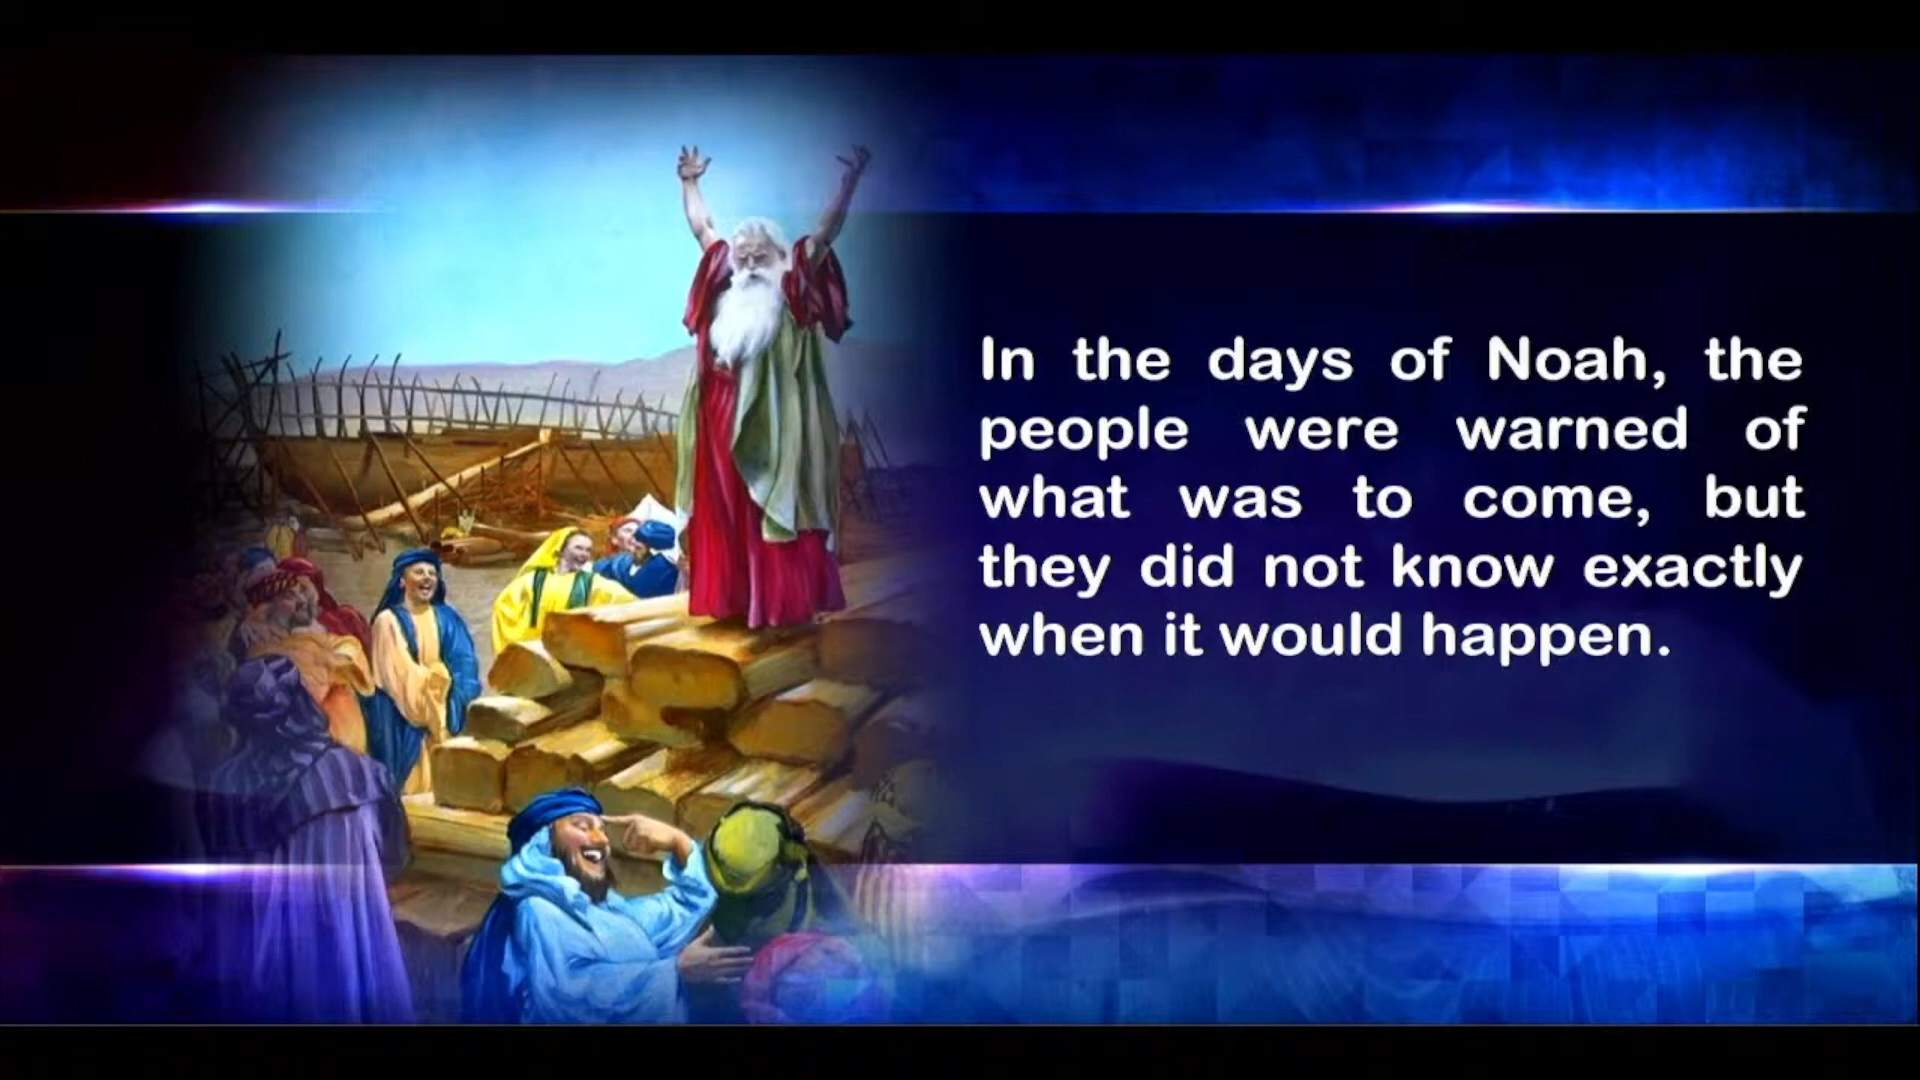 In the days of Noah, the
people were warned of
what was to come, but
they did not know exactly
when it would happen.